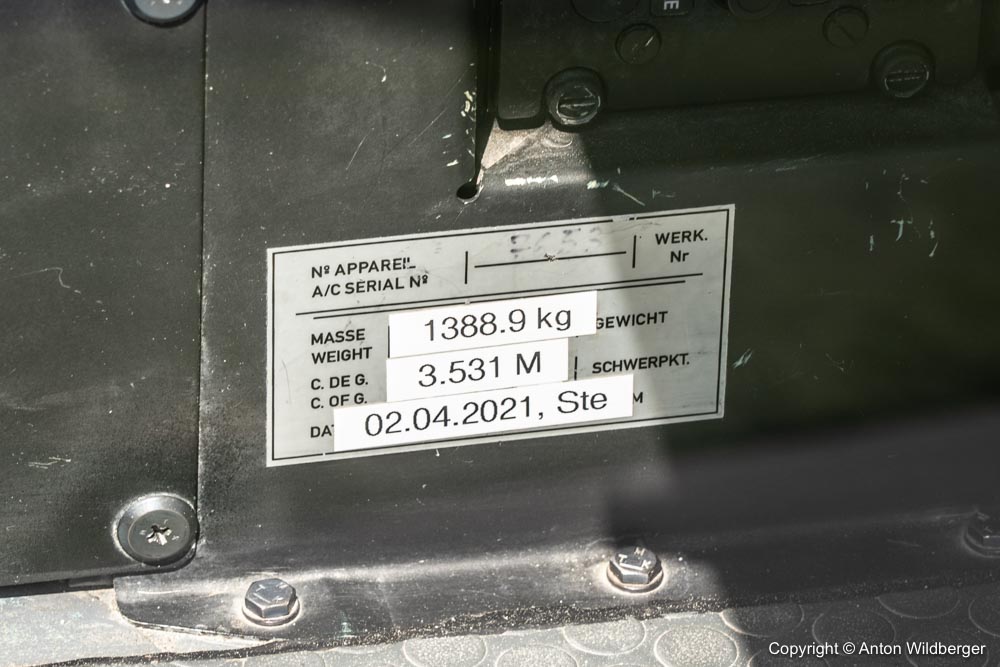 E
Nº APPAREIL
A/C SERIAL Nº
WERK.
Nr
MASSE
WEIGHT
1388.9 kg
GEWICHT
C. DE G.
C. OF G.
3.531 M
SCHWERPKT.
DAT
02.04.2021, Ste
M
Copyright © Anton Wildberger